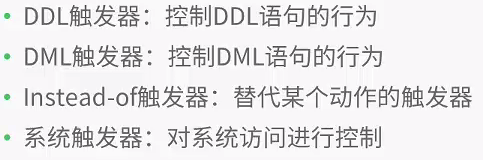 • DDL触发器：控制DDL语句的行为
• DML触发器：控制DML语句的行为
• Instead-of触发器：替代某个动作的触发器
• 系统触发器：对系统访问进行控制